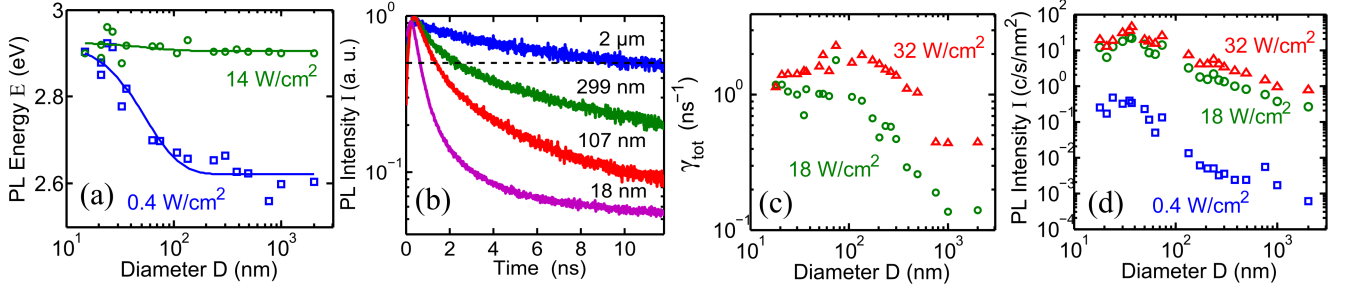 PL Energy E (eV)
3
2.8
2.6
14 W/cm²
0.4 W/cm²
(a)
10¹ 10² 10³
Diameter D (nm)
PL Intensity I (a. u.)
10⁰
10⁻¹
2 μm
299 nm
107 nm
18 nm
(b)
0 2 4 6 8 10
Time (ns)
γtot (ns⁻¹)
10⁰
10⁻¹
32 W/cm²
18 W/cm²
(c)
10¹ 10² 10³
Diameter D (nm)
PL Intensity I (c/s/nm²)
10²
10¹
10⁰
10⁻¹
10⁻²
10⁻³
10⁻⁴
32 W/cm²
18 W/cm²
0.4 W/cm²
(d)
10¹ 10² 10³
Diameter D (nm)